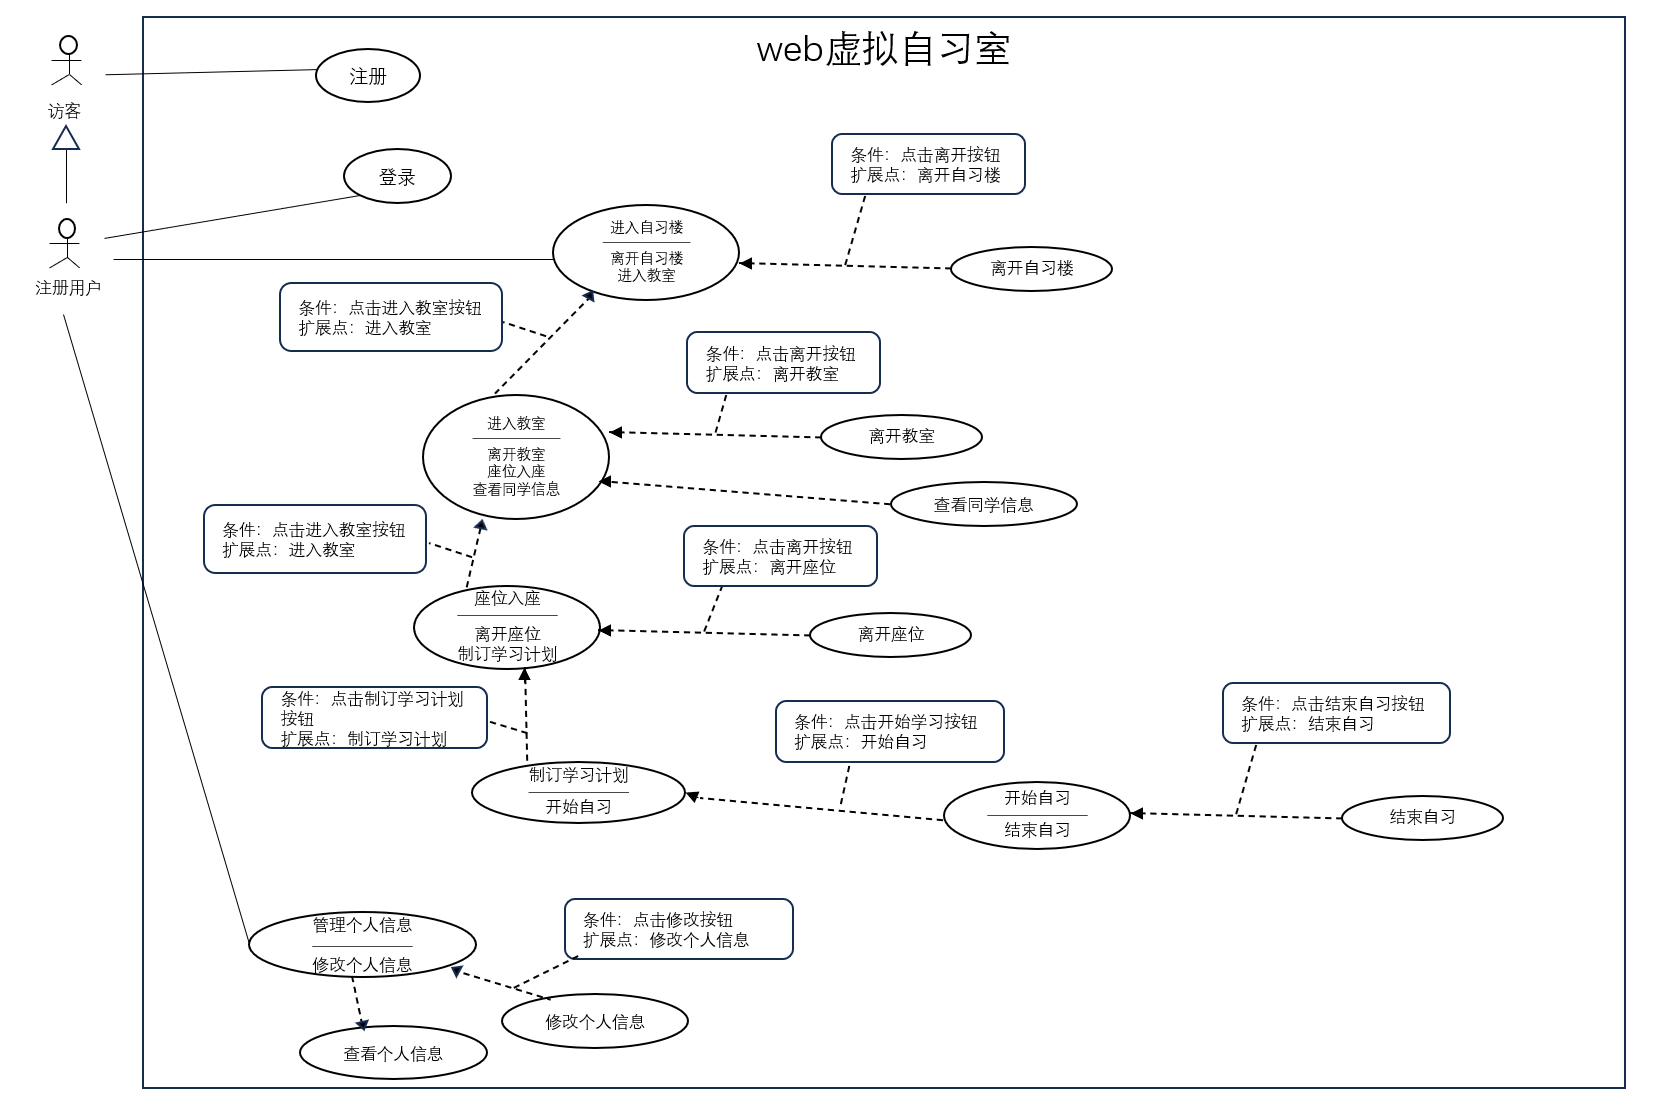 web虚拟自习室
访客
注册
登录
注册用户
条件：点击离开按钮
扩展点：离开自习楼
进入自习楼
离开自习楼
进入教室
离开自习楼
条件：点击进入教室按钮
扩展点：进入教室
条件：点击离开按钮
扩展点：离开教室
进入教室
离开教室
座位入座
查看同学信息
离开教室
查看同学信息
条件：点击进入教室按钮
扩展点：进入教室
条件：点击离开按钮
扩展点：离开座位
座位入座
离开座位
制订学习计划
离开座位
条件：点击制订学习计划
按钮
扩展点：制订学习计划
条件：点击开始学习按钮
扩展点：开始自习
条件：点击结束自习按钮
扩展点：结束自习
制订学习计划
开始自习
开始自习
结束自习
结束自习
管理个人信息
修改个人信息
条件：点击修改按钮
扩展点：修改个人信息
修改个人信息
查看个人信息